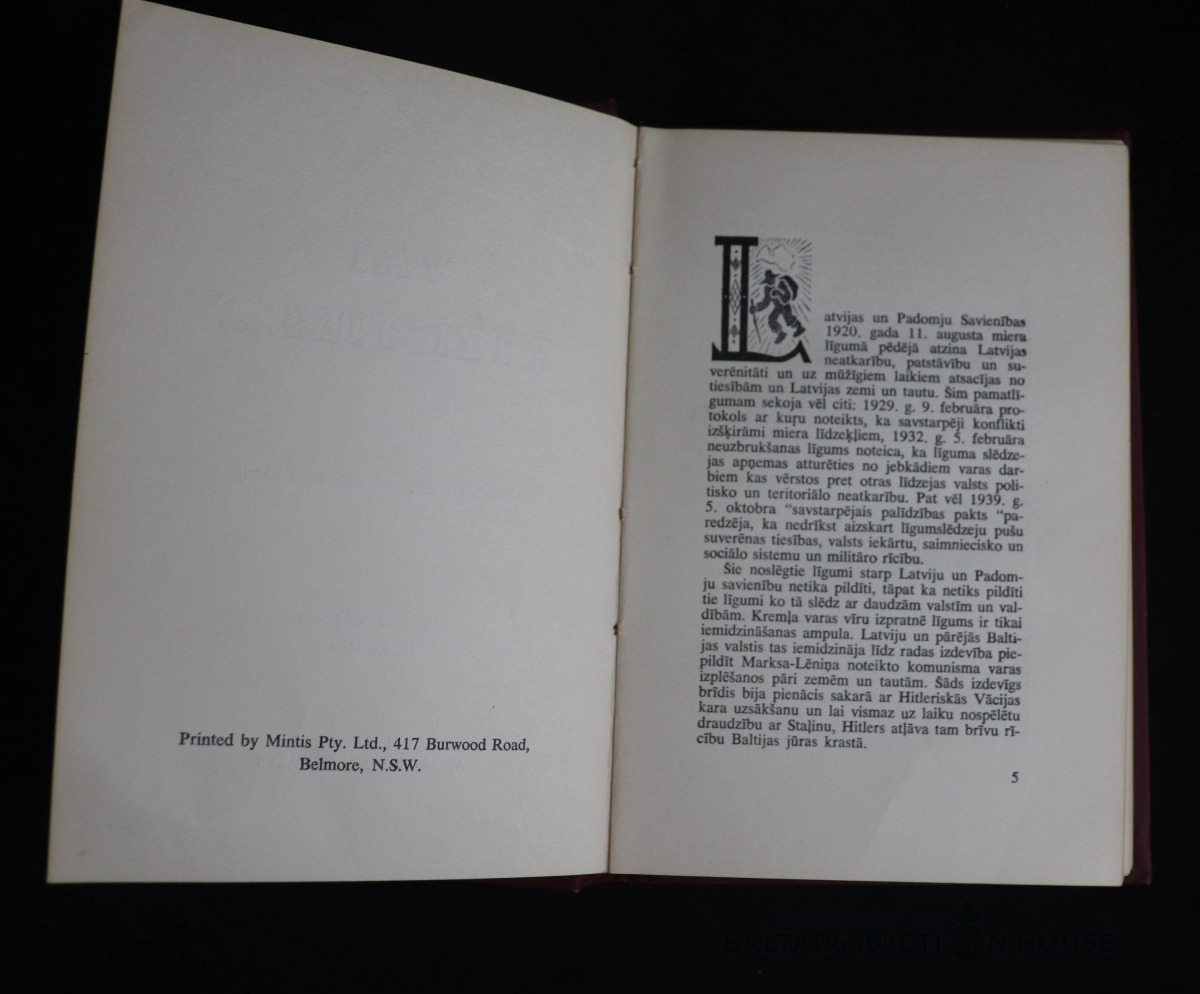 Printed by Mintis Pty. Ltd., 417 Burwood Road,
Belmore, N.S.W.
Latvijas un Padomju Savienības
1920. gada 11. augusta miera
līgumā pēdējā atzina Latvijas
neatkarību, patstāvību un su-
verēnitāti un uz mūžīgiem laikiem atsacījas no
tiesībām un Latvijas zemi un tautu. Šim pamatlī-
gumam sekoja vēl citi: 1929. g. 9. februāra pro-
tokols ar kuŗu noteikts, ka savstarpēji konflikti
izšķirāmi miera līdzekļiem, 1932. g. 5. februāra
neuzbrukšanas līgums noteica, ka līguma slēdze-
jas apņemas atturēties no jebkādiem varas dar-
biem kas vērstos pret otras līdzejas valsts poli-
tisko un teritoriālo neatkarību. Pat vēl 1939. g.
5. oktobra "savstarpējais palīdzības pakts "pa-
redzēja, ka nedrīkst aizskart līgumslēdzeju pušu
suverēnas tiesības, valsts iekārtu, saimniecisko un
sociālo sistemu un militāro rīcību.
Šie noslēgtie līgumi starp Latviju un Padom-
ju savienību netika pildīti, tāpat ka netiks pildīti
tie līgumi ko tā slēdz ar daudzām valstīm un val-
dībām. Kremļa varas vīru izpratnē līgums ir tikai
iemidzināšanas ampula. Latviju un pārējās Balti-
jas valstis tas iemidzināja līdz radas izdevība pie-
pildīt Marksa-Lēniņa noteikto komunisma varas
izplēšanos pāri zemēm un tautām. Šāds izdevīgs
brīdis bija pienācis sakarā ar Hitleriskās Vācijas
kara uzsākšanu un lai vismaz uz laiku nospēlētu
draudzību ar Staļinu, Hitlers atļāva tam brīvu rī-
cību Baltijas jūras krastā.
5
BALTARS AUCTION HOUSE